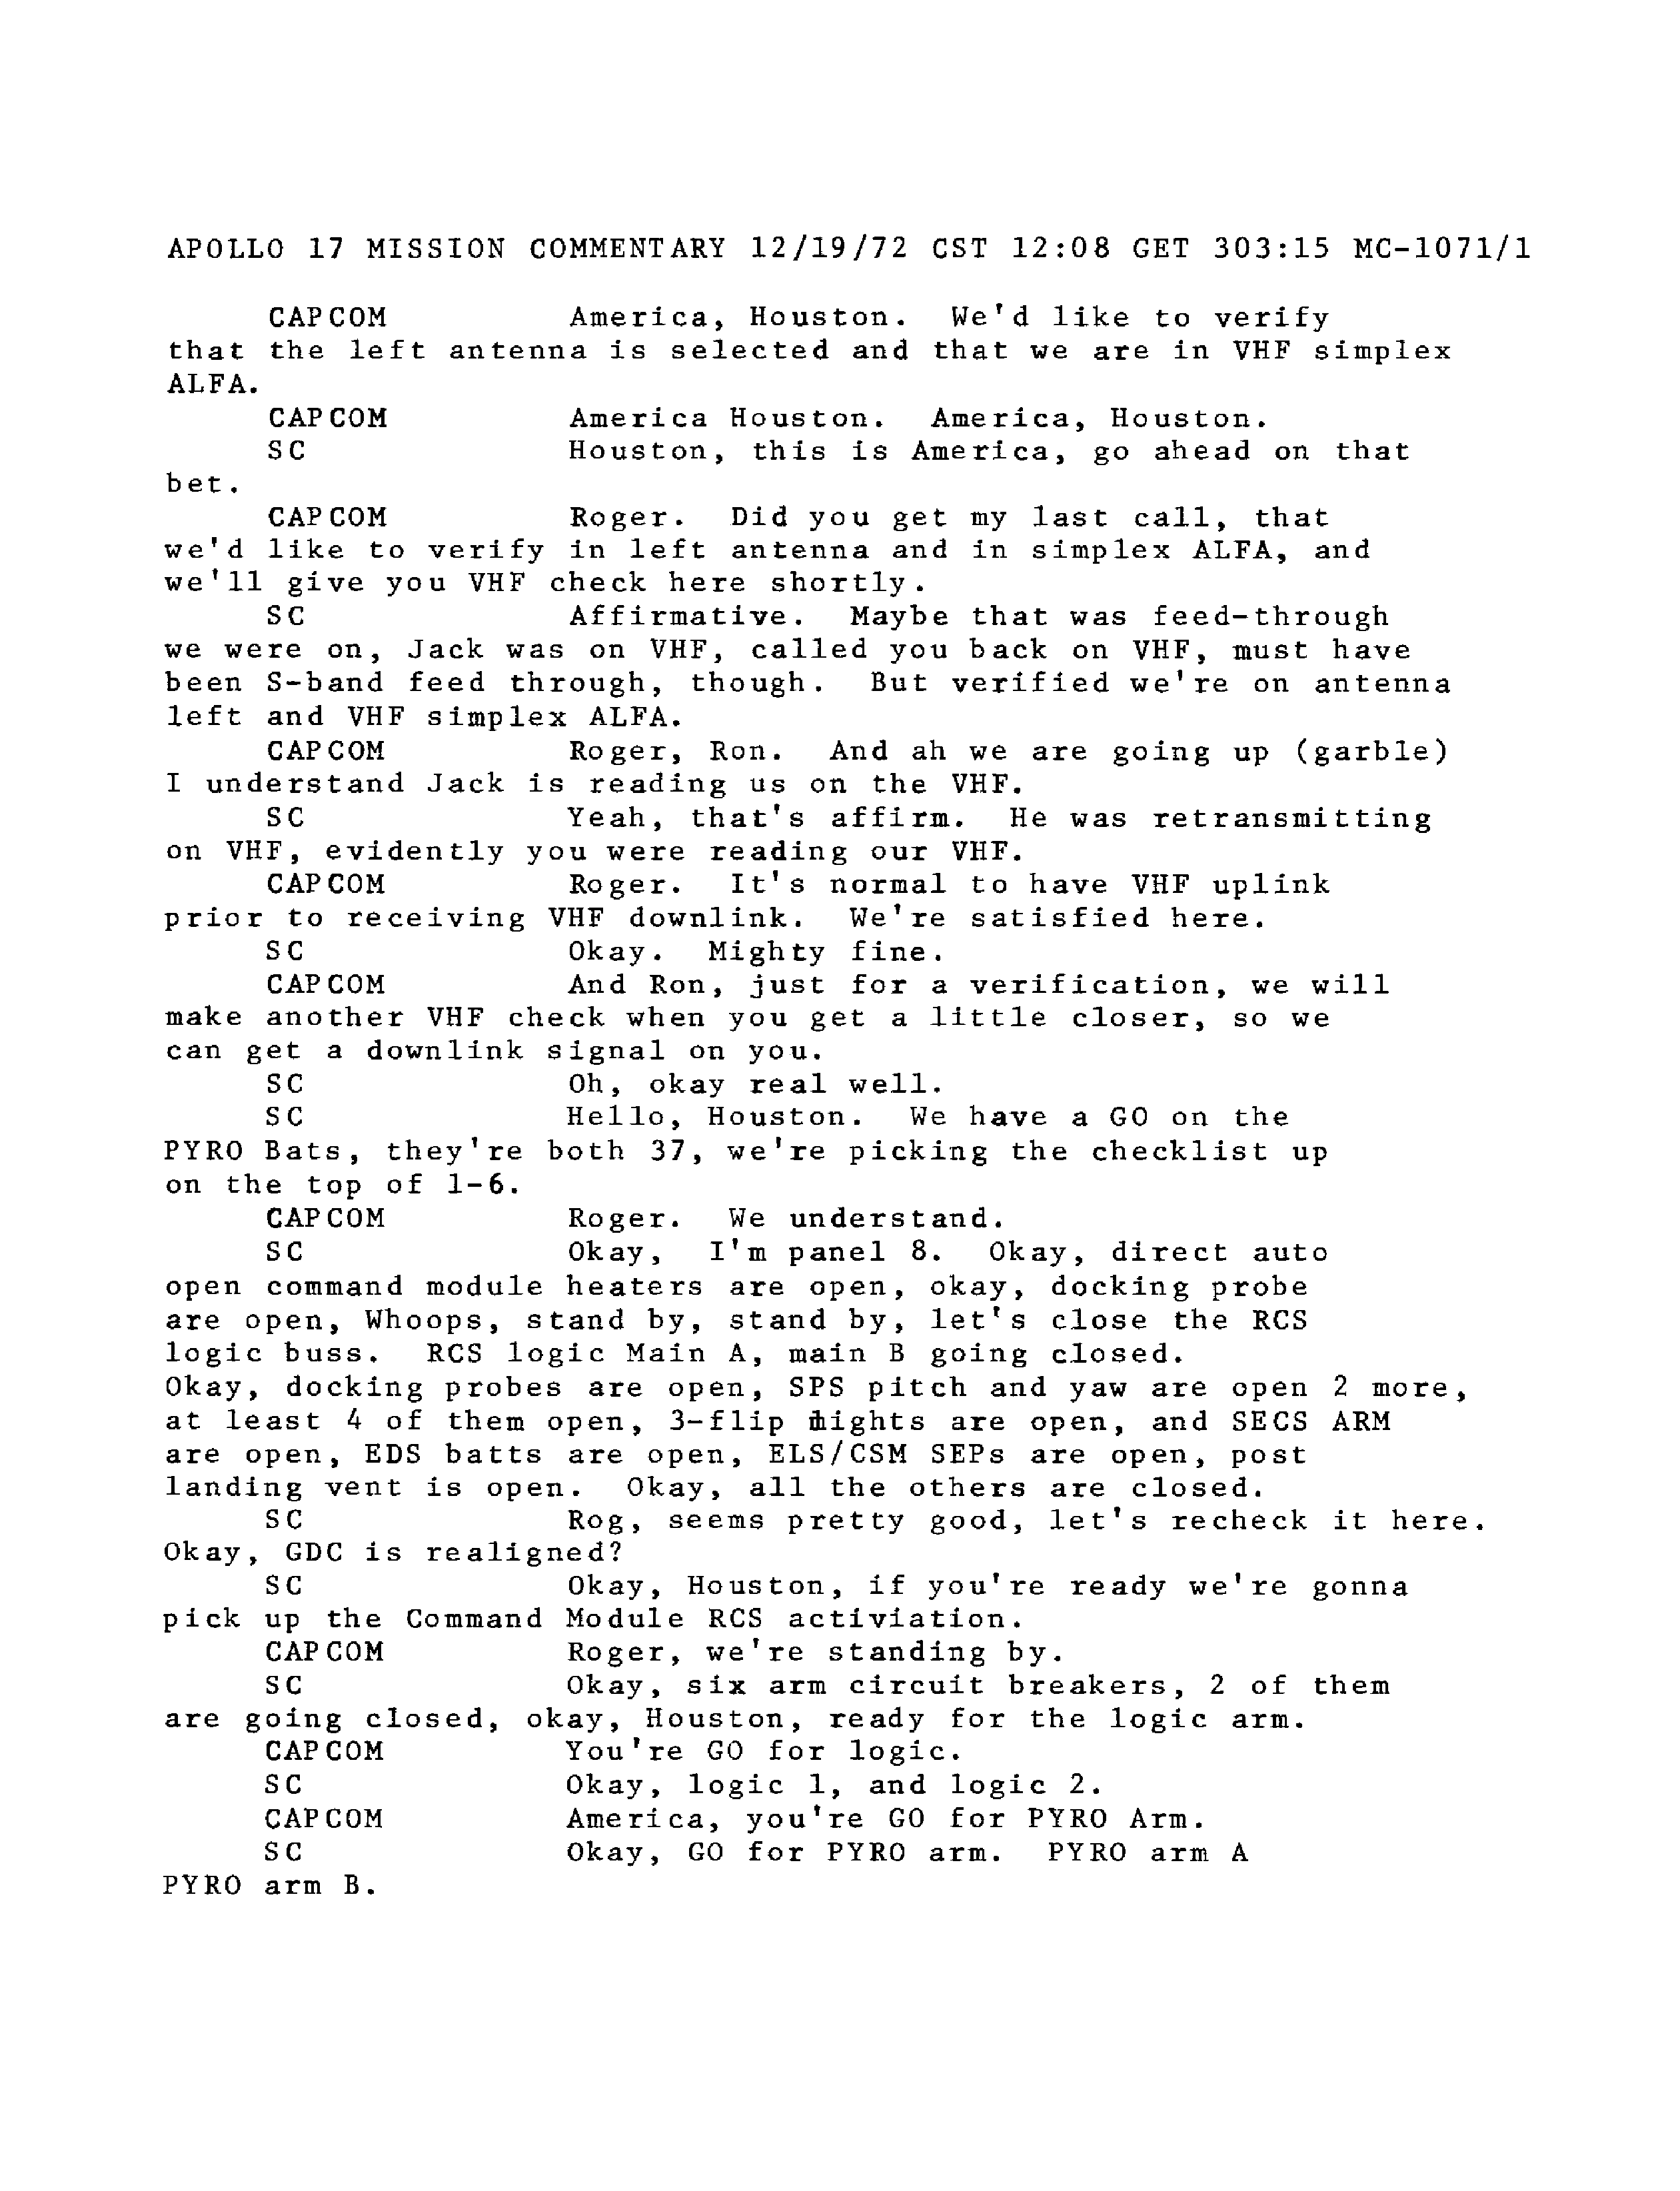 APOLLO 17 MISSION COMMENTARY 12/19/72 CST 12:08 GET 303:15 MC-1071/1
CAPCOM America, Houston. We'd like to verify
that the left antenna is selected and that we are in VHF simplex
ALFA.
CAPCOM America Houston. America, Houston.
SC Houston, this is America, go ahead on that
bet.
CAPCOM Roger. Did you get my last call, that
we'd like to verify in left antenna and in simplex ALFA, and
we'll give you VHF check here shortly.
SC Affirmative. Maybe that was feed-through
we were on, Jack was on VHF, called you back on VHF, must have
been S-band feed through, though. But verified we're on antenna
left and VHF simplex ALFA.
CAPCOM Roger, Ron. And ah we are going up (garble)
I understand Jack is reading us on the VHF.
SC Yeah, that's affirm. He was retransmitting
on VHF, evidently you were reading our VHF.
CAPCOM Roger. It's normal to have VHF uplink
prior to receiving VHF downlink. We're satisfied here.
SC Okay. Mighty fine.
CAPCOM And Ron, just for a verification, we will
make another VHF check when you get a little closer, so we
can get a downlink signal on you.
SC Oh, okay real well.
SC Hello, Houston. We have a GO on the
PYRO Bats, they're both 37, we're picking the checklist up
on the top of 1-6.
CAPCOM Roger. We understand.
SC Okay, I'm panel 8. Okay, direct auto
open command module heaters are open, okay, docking probe
are open, Whoops, stand by, stand by, let's close the RCS
logic buss. RCS logic Main A, main B going closed.
Okay, docking probes are open, SPS pitch and yaw are open 2 more,
at least 4 of them open, 3-flip are open, and SECS ARM
are open, EDS batts are open, ELS/CSM SEPs are open, post
landing vent is open. Okay, all the others are closed.
SC Rog, seems pretty good, let's recheck it here.
Okay, GDC is realigned?
SC Okay, Houston, if you're ready we're gonna
pick up the Command Module RCS activiation.
CAPCOM Roger, we're standing by.
SC Okay, six arm circuit breakers, 2 of them
are going closed, okay, Houston, ready for the logic arm.
CAPCOM You're GO for logic.
SC Okay, logic 1, and logic 2.
CAPCOM America, you're GO for PYRO Arm.
SC Okay, GO for PYRO arm. PYRO arm A
PYRO arm B.